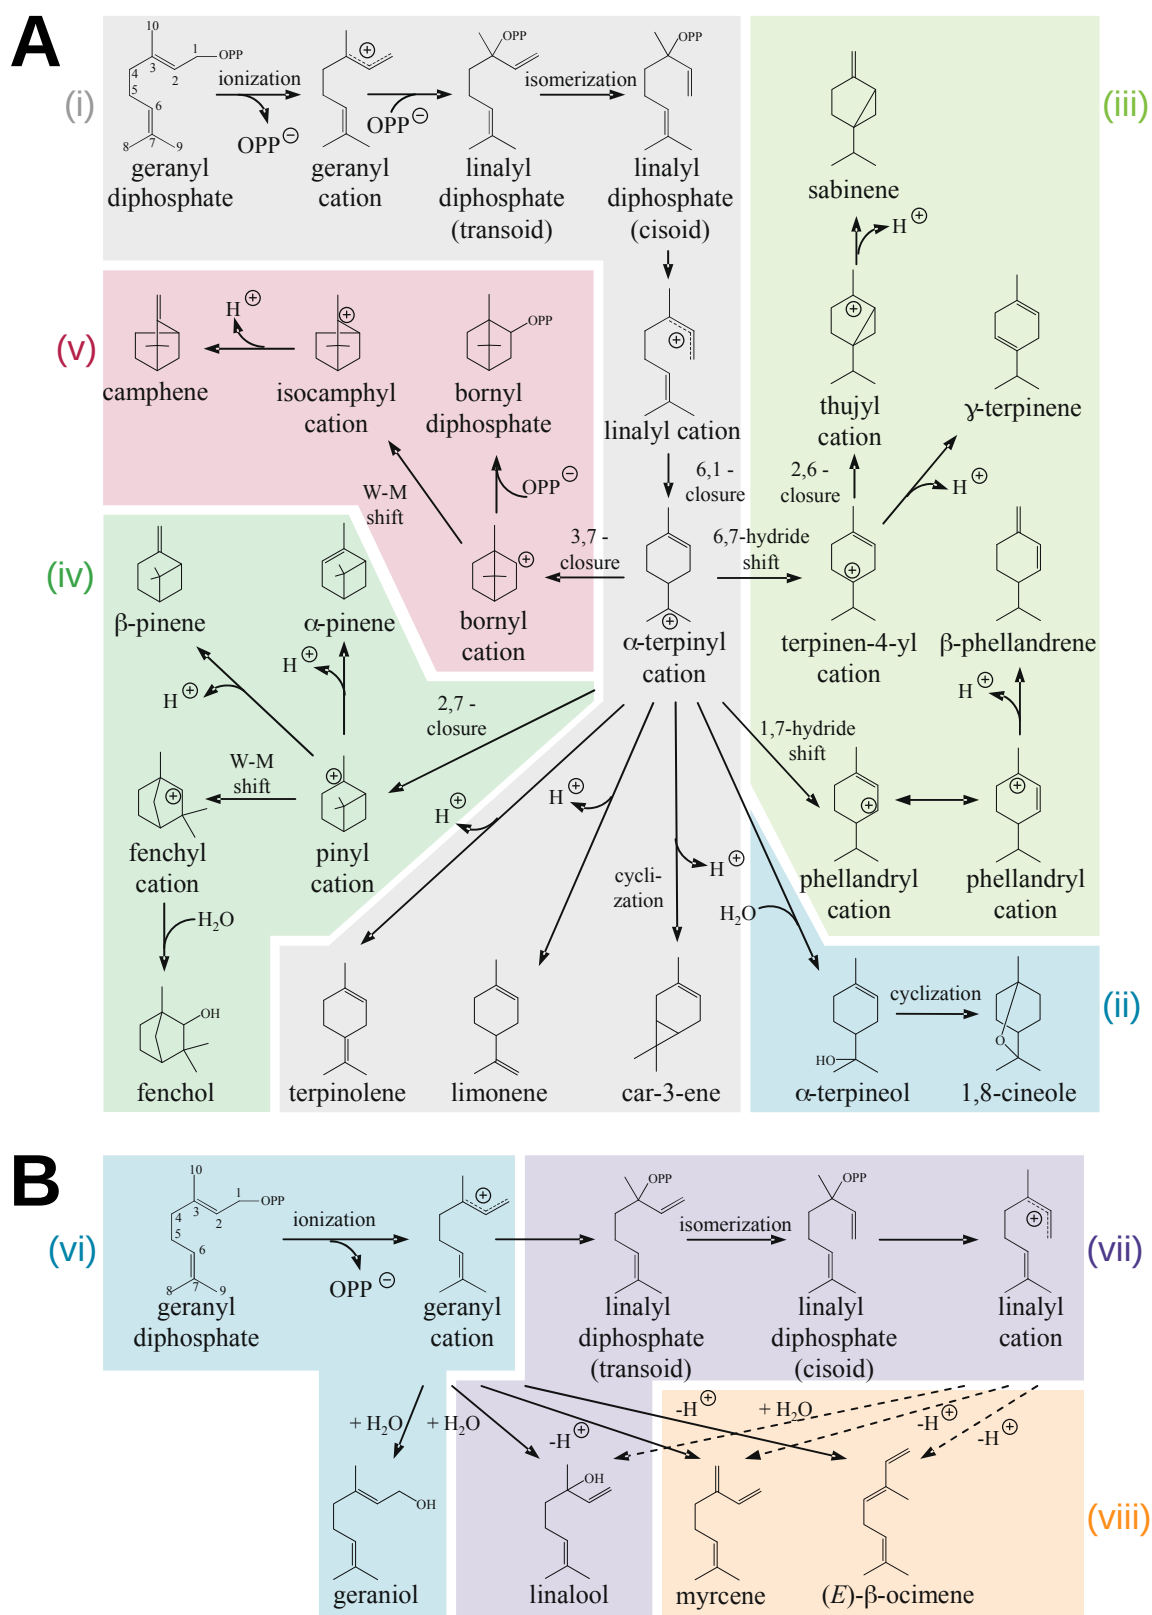 A
(i)
10
1
OPP
3
2
4
5
6
7
8
9
geranyl
diphosphate
ionization
OPP⊖
⊕
geranyl
cation
OPP⊖
OPP
linalyl
diphosphate
(transoid)
isomerization
OPP
linalyl
diphosphate
(cisoid)
⊕
linalyl cation
6,1 -
closure
α-terpinyl
cation
⊕
(iii)
sabinene
H⊕
⊕
thujyl
cation
γ-terpinene
2,6 -
closure
H⊕
6,7-hydride
shift
⊕
terpinen-4-yl
cation
β-phellandrene
H⊕
1,7-hydride
shift
⊕
phellandryl
cation
⊕
phellandryl
cation
(v)
camphene
H⊕
⊕
isocamphyl
cation
OPP
bornyl
diphosphate
W-M
shift
OPP⊖
3,7 -
closure
⊕
bornyl
cation
(iv)
β-pinene
α-pinene
H⊕
H⊕
2,7 -
closure
W-M
shift
⊕
fenchyl
cation
⊕
pinyl
cation
H₂O
OH
fenchol
H⊕
H⊕
cycli-
zation
H⊕
H₂O
terpinolene
limonene
car-3-ene
(ii)
HO
α-terpineol
cyclization
O
1,8-cineole
B
(vi)
10
1
OPP
3
2
4
5
6
7
8
9
geranyl
diphosphate
ionization
OPP⊖
⊕
geranyl
cation
OPP
linalyl
diphosphate
(transoid)
isomerization
OPP
linalyl
diphosphate
(cisoid)
⊕
linalyl
cation
(vii)
+ H₂O
+ H₂O
-H⊕
-H⊕
+ H₂O
-H⊕
-H⊕
OH
geraniol
OH
linalool
myrcene
(E)-β-ocimene
(viii)